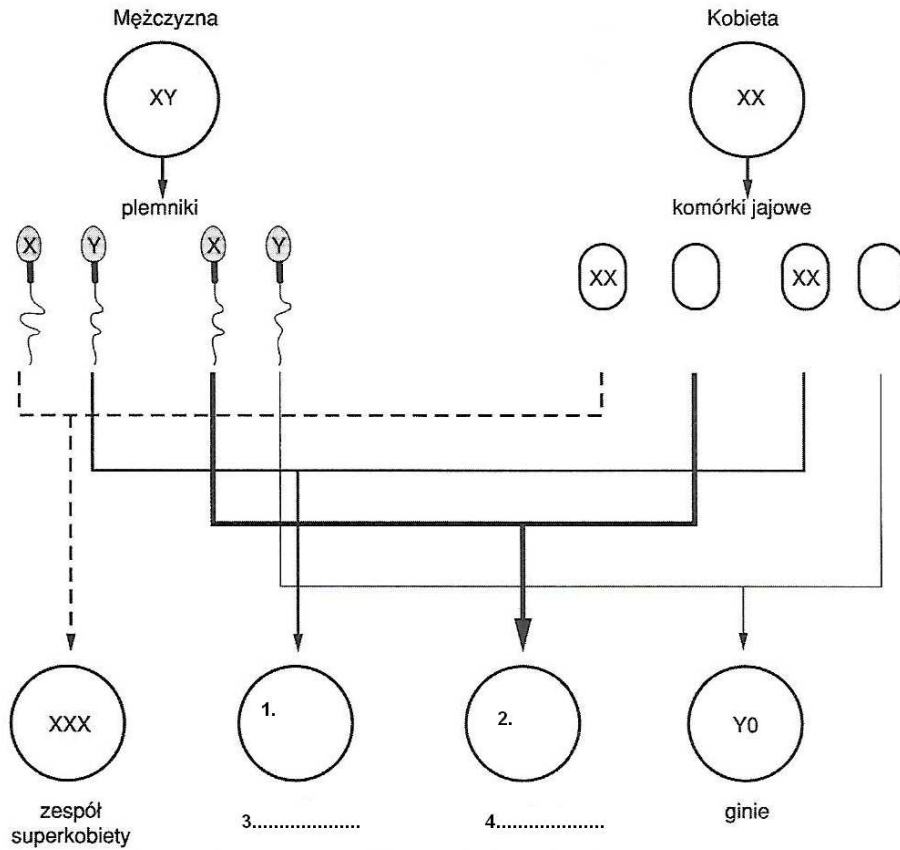 Mężczyzna
Kobieta
XY
XX
plemniki
komórki jajowe
X
Y
X
Y
XX
XX
XXX
1.
2.
Y0
zespół
superkobiety
3...................
4...................
ginie